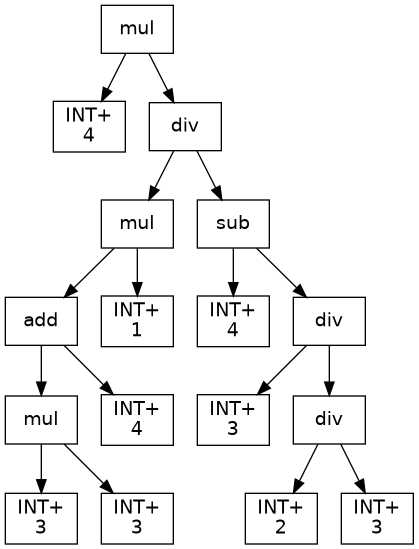 mul
INT+
4
div
mul
sub
add
INT+
1
INT+
4
div
mul
INT+
4
INT+
3
div
INT+
3
INT+
3
INT+
2
INT+
3